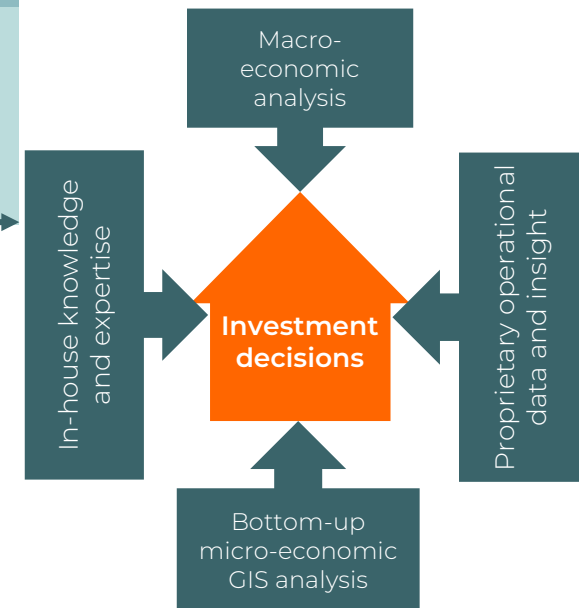 Macro-
economic
analysis
In-house knowledge
and expertise
Investment
decisions
Proprietary operational
data and insight
Bottom-up
micro-economic
GIS analysis